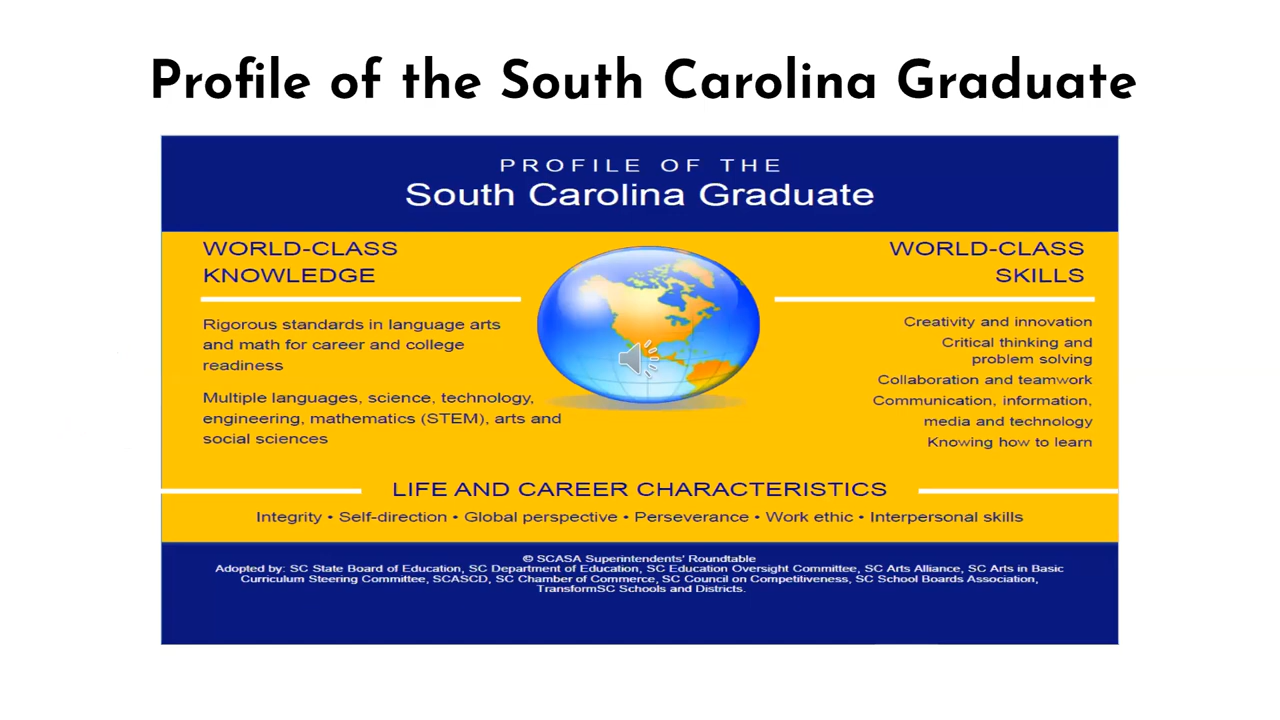 Profile of the South Carolina Graduate
PROFILE OF THE
South Carolina Graduate
WORLD-CLASS
KNOWLEDGE
Rigorous standards in language arts
and math for career and college
readiness
Multiple languages, science, technology,
engineering, mathematics (STEM), arts and
social sciences
WORLD-CLASS
SKILLS
Creativity and innovation
Critical thinking and
problem solving
Collaboration and teamwork
Communication, information,
media and technology
Knowing how to learn
LIFE AND CAREER CHARACTERISTICS
Integrity • Self-direction • Global perspective • Perseverance • Work ethic • Interpersonal skills
© SCASA Superintendents' Roundtable
Adopted by: SC State Board of Education, SC Department of Education, SC Education Oversight Committee, SC Arts Alliance, SC Arts in Basic
Curriculum Steering Committee, SCASCD, SC Chamber of Commerce, SC Council on Competitiveness, SC School Boards Association,
TransformSC Schools and Districts.